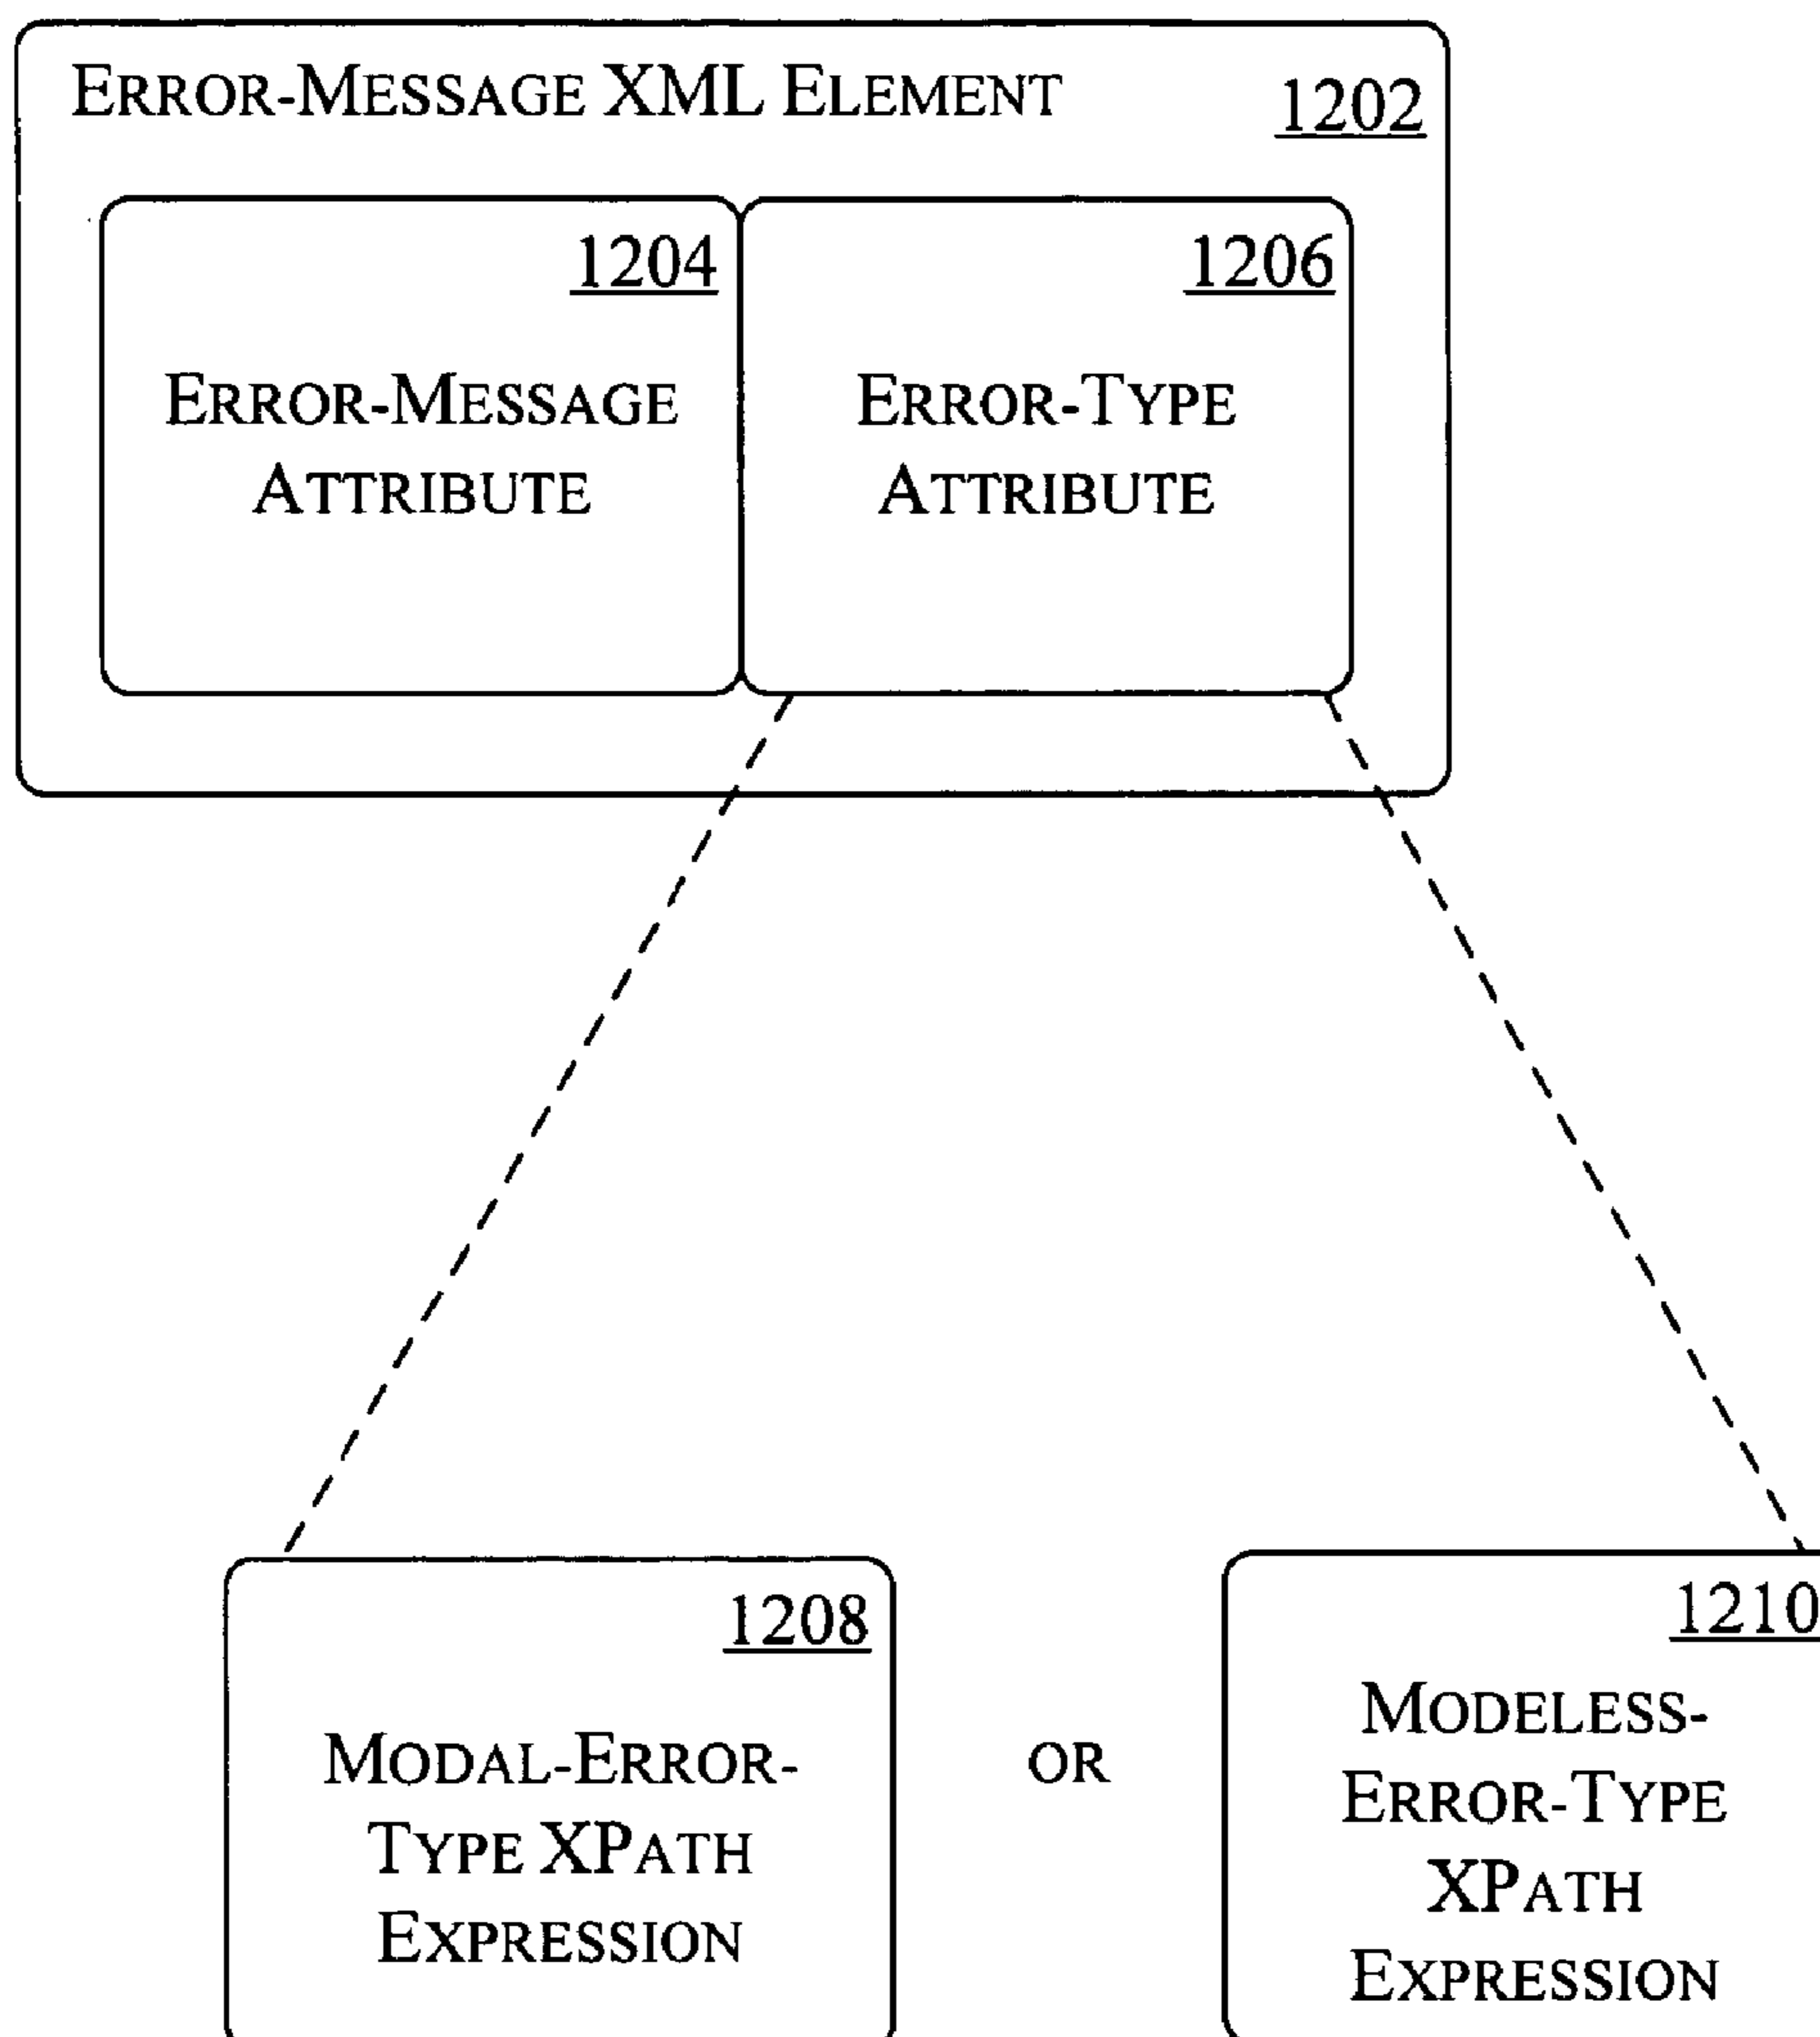 ERROR-MESSAGE XML ELEMENT
1202
1204
ERROR-MESSAGE
ATTRIBUTE
1206
ERROR-TYPE
ATTRIBUTE
1208
MODAL-ERROR-
TYPE XPATH
EXPRESSION
OR
1210
MODELESS-
ERROR-TYPE
XPATH
EXPRESSION